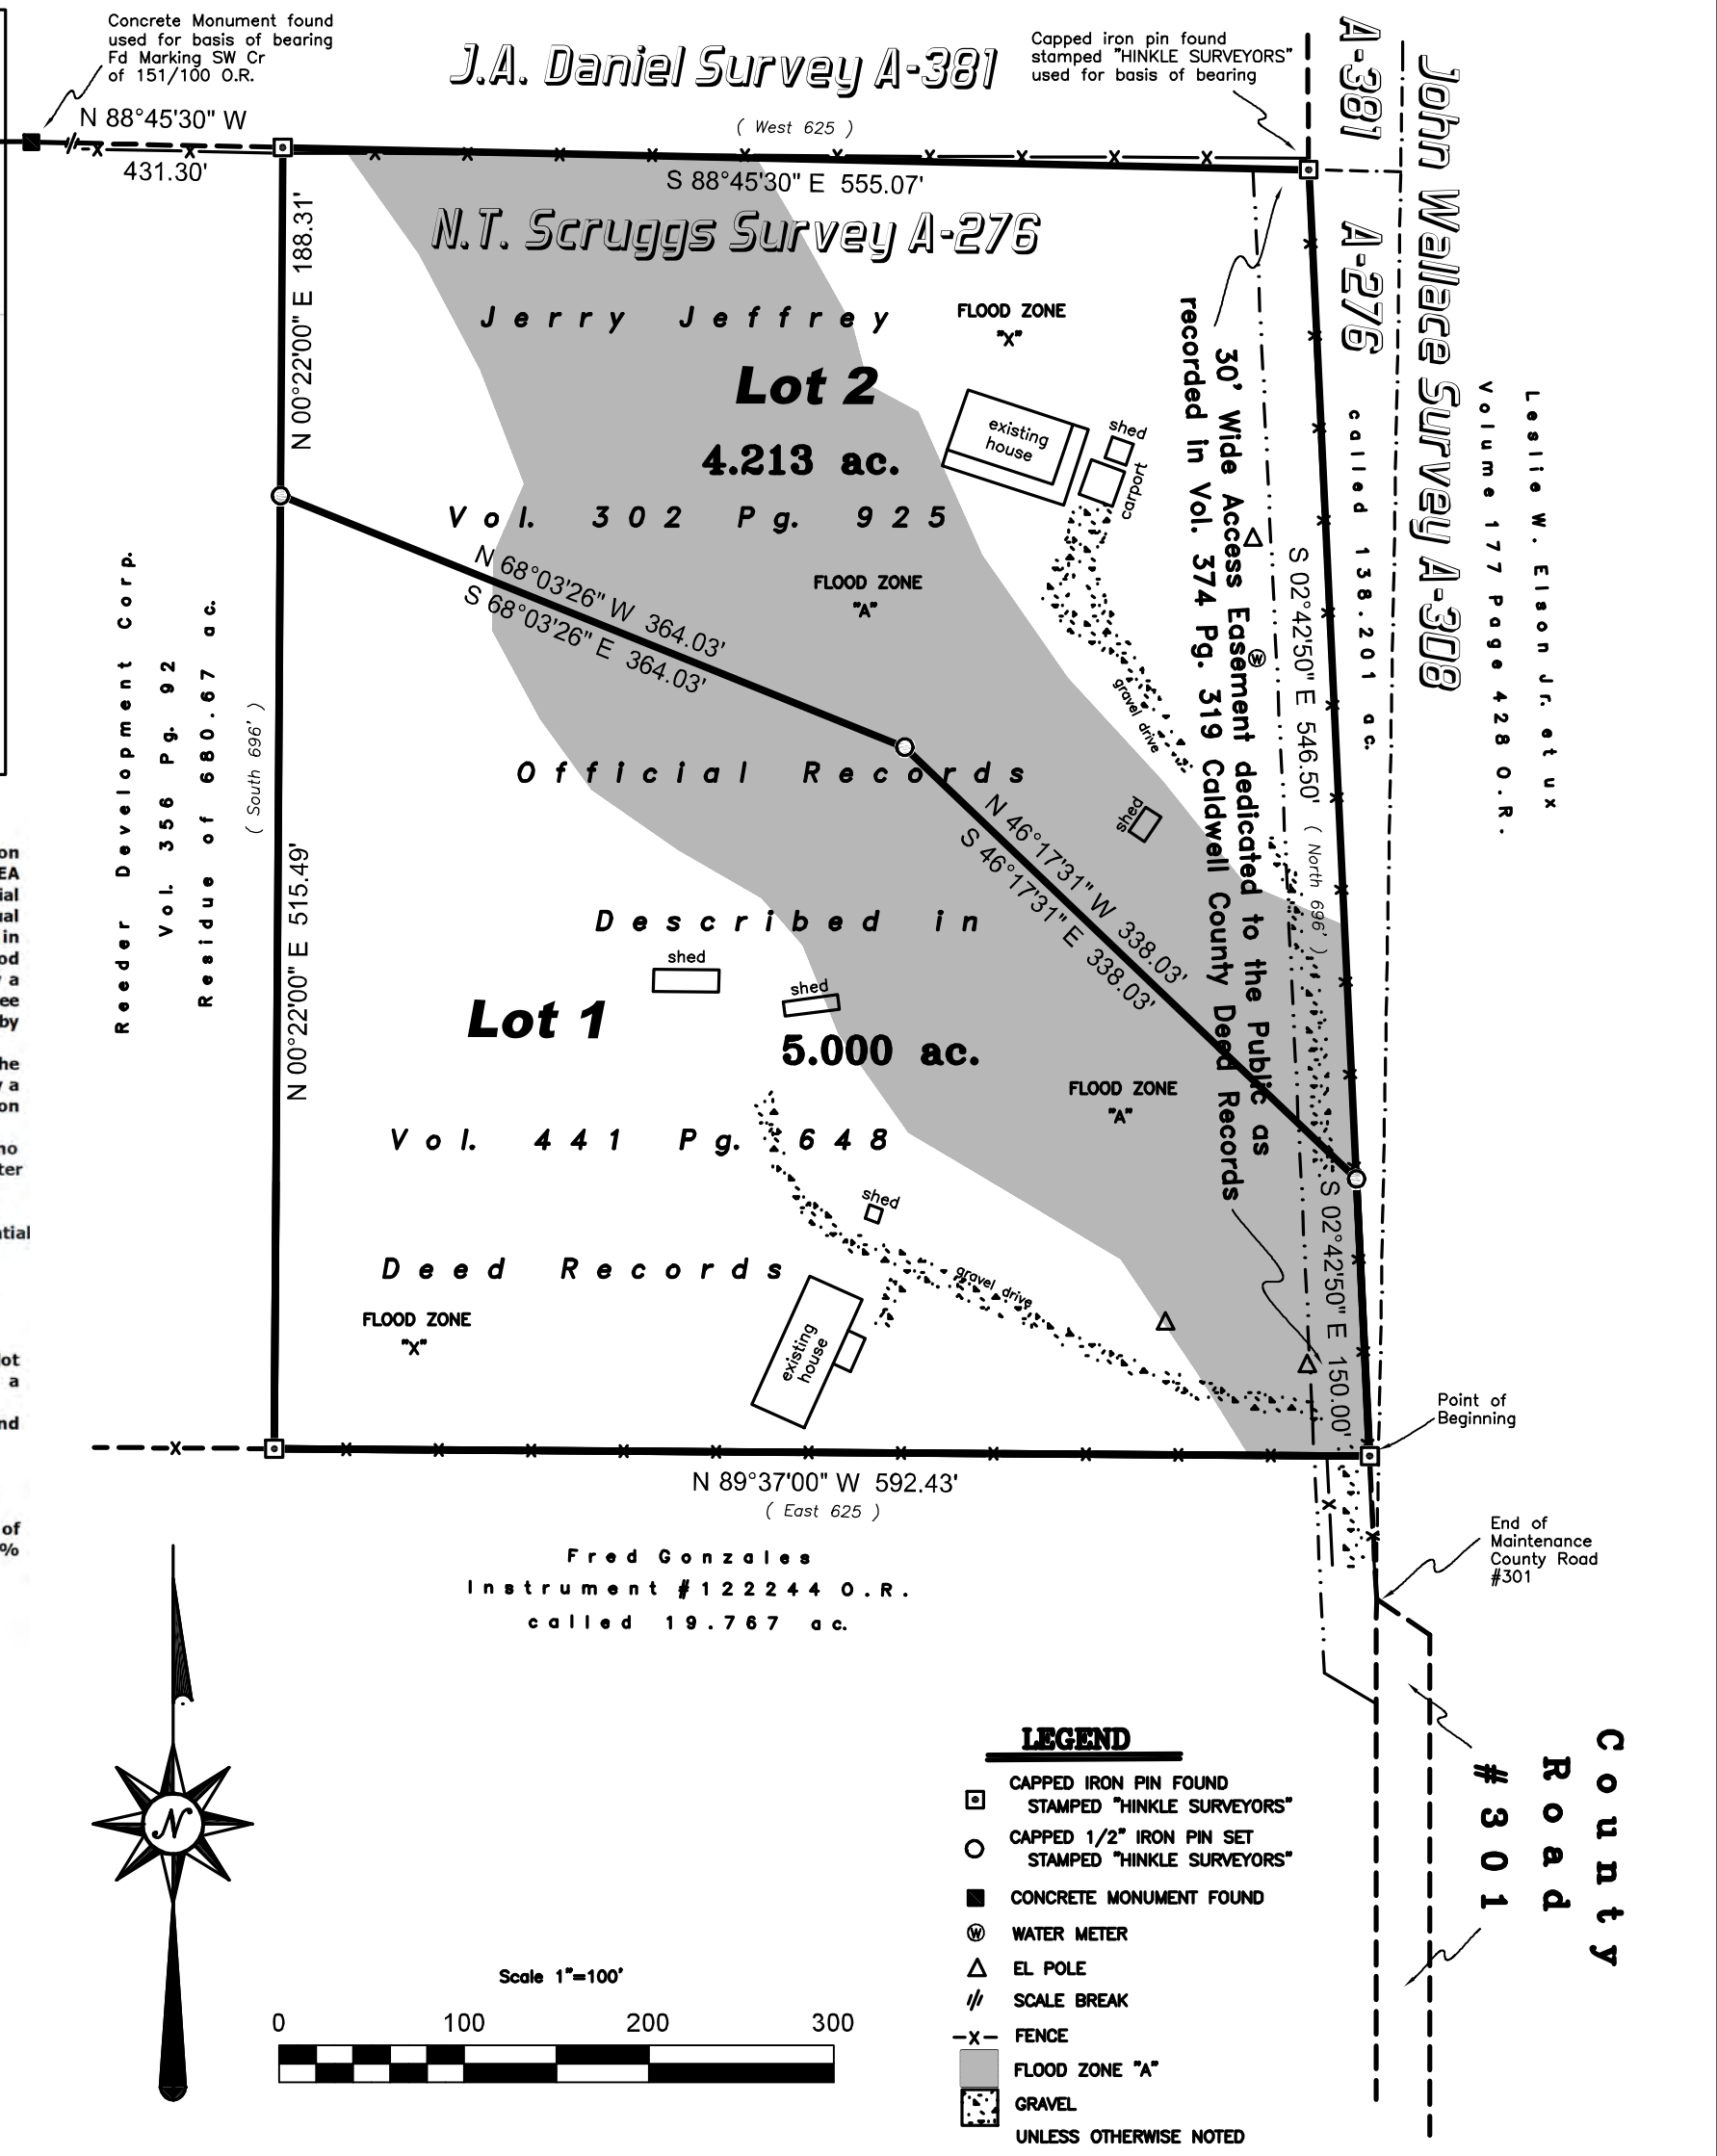 Concrete Monument found
used for basis of bearing
Fd Marking SW Cr
of 151/100 O.R.
N 88°45'30" W
431.30'
J.A. Daniel Survey A-381
( West 625 )
Capped iron pin found
stamped "HINKLE SURVEYORS"
used for basis of bearing
A-381
John Wallace Survey A-308
S 88°45'30" E 555.07'
N.T. Scruggs Survey A-276
A-276
N 00°22'00" E 188.31'
Jerry Jeffrey
FLOOD ZONE
"X"
Lot 2
4.213 ac.
Vol. 302 Pg. 925
existing
house
shed
carport
gravel drive
30' Wide Access Easement dedicated to the Public as
recorded in Vol. 374 Pg. 319 Caldwell County Deed Records
W
S 02°42'50" E 546.50'
( North 696' )
called 138.201 ac.
Leslie W. Elson Jr. et ux
Volume 177 Page 428 O.R.
N 68°03'26" W 364.03'
S 68°03'26" E 364.03'
FLOOD ZONE
"A"
Reeder Development Corp.
Vol. 356 Pg. 92
Residue of 680.67 ac.
( South 696' )
N 00°22'00" E 515.49'
Official Records
shed
N 46°17'31" W 338.03'
S 46°17'31" E 338.03'
Described in
shed
shed
Lot 1
5.000 ac.
FLOOD ZONE
"A"
Vol. 441 Pg. 648
shed
Deed Records
gravel drive
FLOOD ZONE
"X"
existing
house
S 02°42'50" E 150.00'
Point of
Beginning
N 89°37'00" W 592.43'
( East 625 )
Fred Gonzales
Instrument #122244 O.R.
called 19.767 ac.
End of
Maintenance
County Road
#301
County
Road
#301
N
Scale 1"=100'
0 100 200 300
LEGEND
CAPPED IRON PIN FOUND
STAMPED "HINKLE SURVEYORS"
CAPPED 1/2" IRON PIN SET
STAMPED "HINKLE SURVEYORS"
CONCRETE MONUMENT FOUND
W WATER METER
EL POLE
SCALE BREAK
-x- FENCE
FLOOD ZONE "A"
GRAVEL
UNLESS OTHERWISE NOTED
in
a
by
a
a
of
%